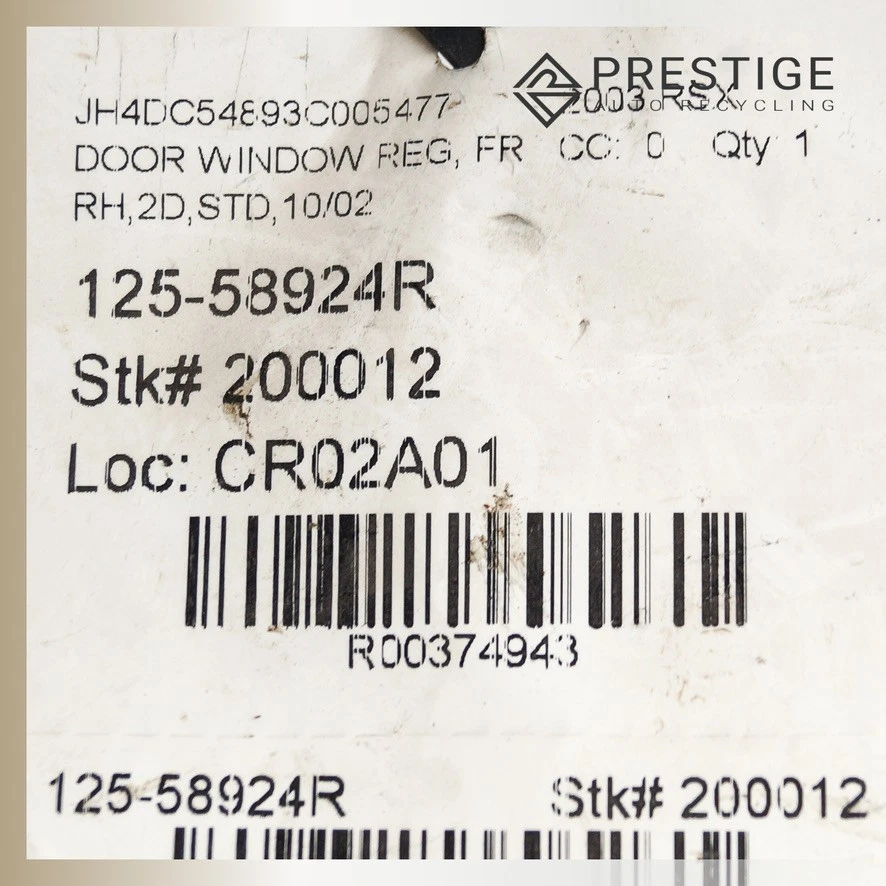 PRESTIGE
AUTO RECYCLING
JH4DC54893C005477 2003 RSX
DOOR WINDOW REG, FR CC: 0 Qty 1
RH,2D,STD,10/02
125-58924R
Stk# 200012
Loc: CR02A01
R00374943
125-58924R Stk# 200012